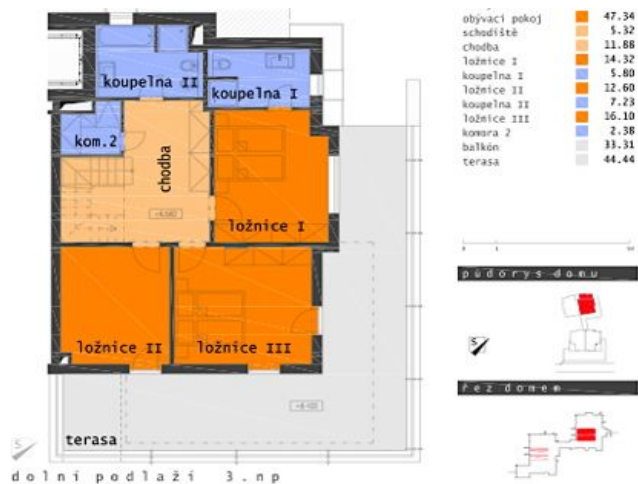 obývací pokoj 47.34
schodiště 5.32
chodba 11.88
ložnice I 14.32
koupelna I 5.80
ložnice II 12.60
koupelna II 7.23
ložnice III 16.10
komora 2 2.38
balkón 33.31
terasa 44.44
koupelna II
koupelna I
kom.2
chodba
ložnice I
ložnice II
ložnice III
terasa
půdorys domu
S
řez domem
S
dolní podlaží 3.np